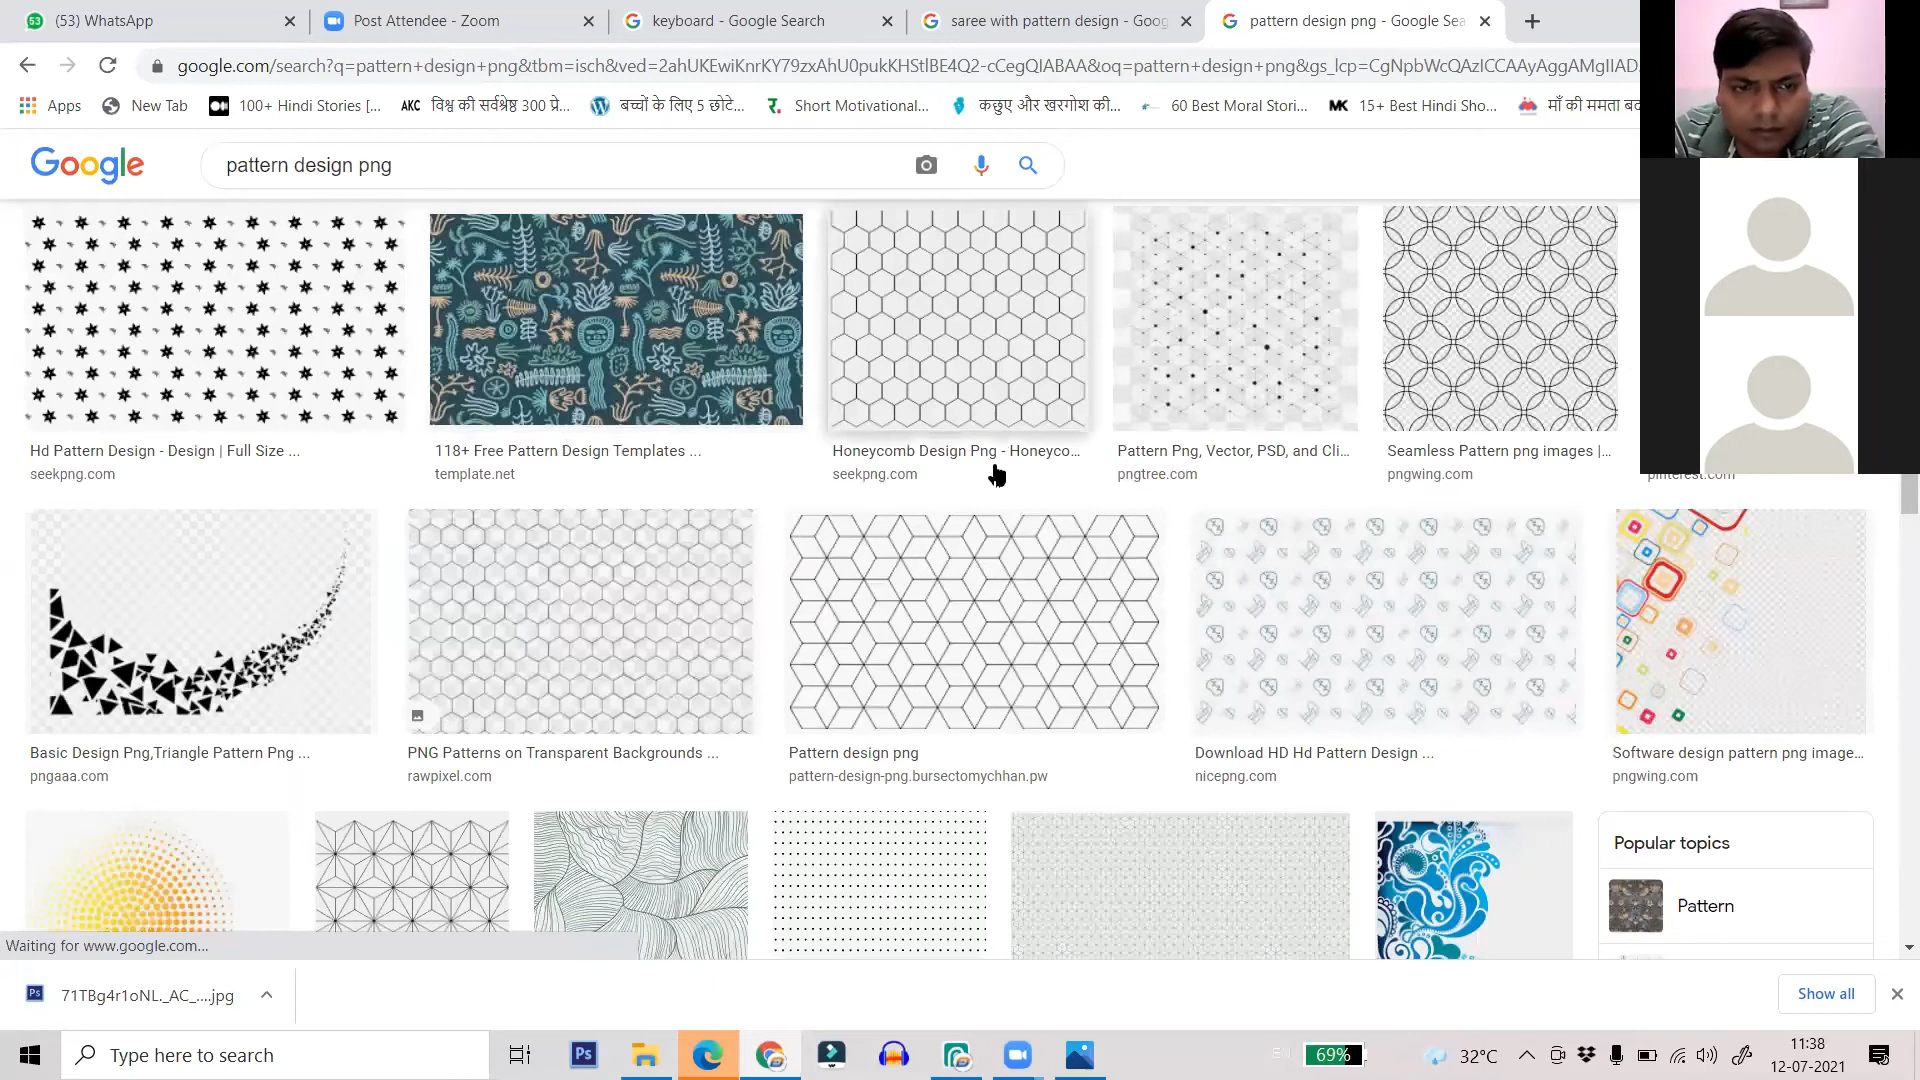 (53) WhatsApp
Post Attendee - Zoom
keyboard - Google Search
saree with pattern design - Goog
pattern design png - Google Sea
google.com/search?q=pattern+design+png&tbm=isch&ved=2ahUKEwiKnrKY79zxAhU0pukKHStlBE4Q2-cCegQIABAA&oq=pattern+design+png&gs_lcp=CgNpbWcQAzICCAAyAggAMgIIAD
Apps
New Tab
100+ Hindi Stories [...
AKC विश्व की सर्वश्रेष्ठ 300 प्रे...
बच्चों के लिए 5 छोटे...
Short Motivational...
कछुए और खरगोश की...
60 Best Moral Stori...
MK 15+ Best Hindi Sho...
माँ की ममता बद
Google
pattern design png
Hd Pattern Design - Design | Full Size ...
seekpng.com
118+ Free Pattern Design Templates ...
template.net
Honeycomb Design Png - Honeyco...
seekpng.com
Pattern Png, Vector, PSD, and Cli...
pngtree.com
Seamless Pattern png images |...
pngwing.com
pinterest.com
Basic Design Png,Triangle Pattern Png ...
pngaaa.com
PNG Patterns on Transparent Backgrounds ...
rawpixel.com
Pattern design png
pattern-design-png.bursectomychhan.pw
Download HD Hd Pattern Design ...
nicepng.com
Software design pattern png image...
pngwing.com
Popular topics
Pattern
Waiting for www.google.com...
Ps
71TBg4r1oNL._AC_....jpg
Show all
Type here to search
Ps
69%
32°C
11:38
12-07-2021